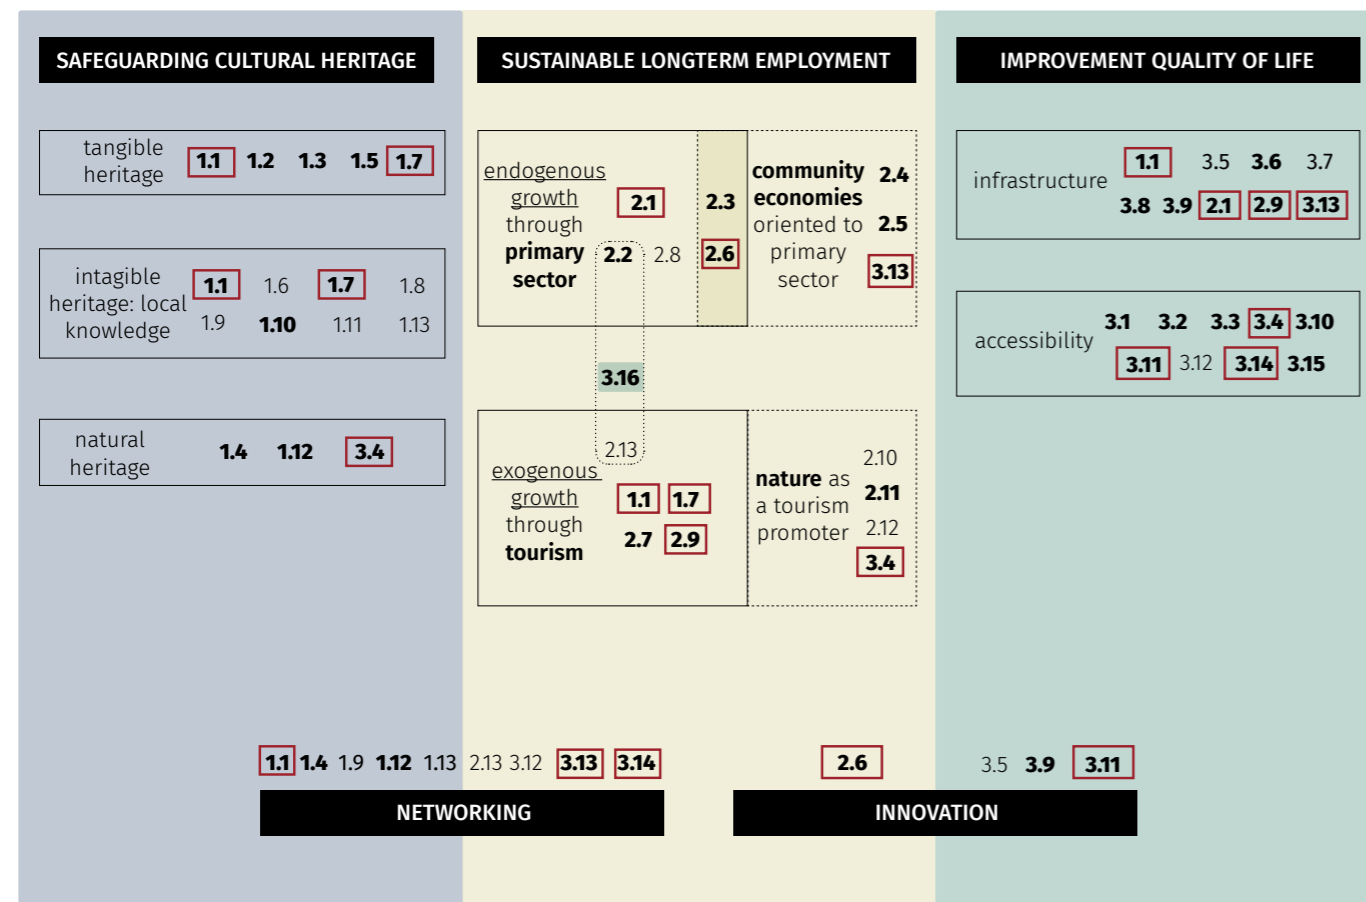 SAFEGUARDING CULTURAL HERITAGE
tangible
heritage
1.1 1.2 1.3 1.5 1.7
intagible
heritage: local
knowledge
1.1 1.6 1.7 1.8
1.9 1.10 1.11 1.13
natural
heritage
1.4 1.12 3.4
SUSTAINABLE LONGTERM EMPLOYMENT
endogenous
growth
through
primary
sector
2.1
2.2 2.8
2.3
2.6
community
economies
oriented to
primary
sector
2.4
2.5
3.13
3.16
2.13
exogenous
growth
through
tourism
1.1 1.7
2.7 2.9
nature as
a tourism
promoter
2.10
2.11
2.12
3.4
IMPROVEMENT QUALITY OF LIFE
infrastructure
1.1 3.5 3.6 3.7
3.8 3.9 2.1 2.9 3.13
accessibility
3.1 3.2 3.3 3.4 3.10
3.11 3.12 3.14 3.15
1.1 1.4 1.9 1.12 1.13 2.13 3.12 3.13 3.14
NETWORKING
2.6 3.5 3.9 3.11
INNOVATION